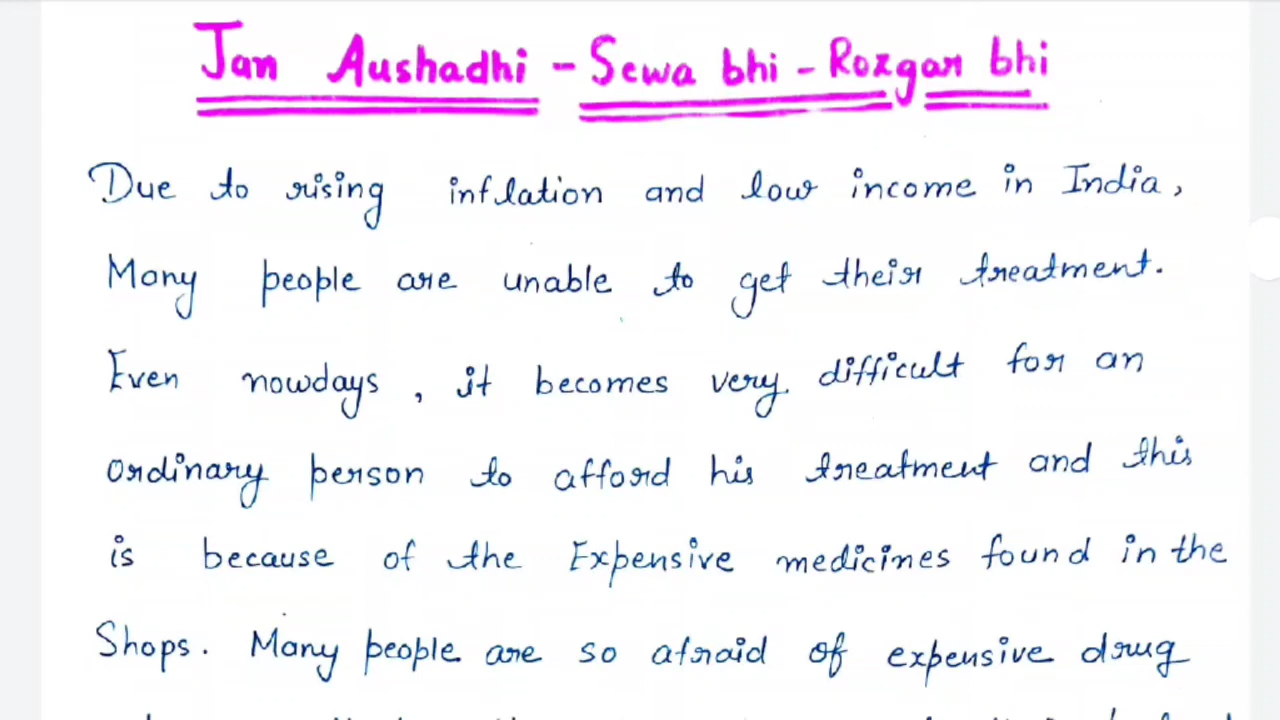 Jan Aushadhi - Sewa bhi - Rozgar bhi
Due to rising inflation and low income in India,
Many people are unable to get their treatment.
Even nowdays, it becomes very difficult for an
ordinary person to afford his treatment and this
is because of the Expensive medicines found in the
Shops. Many people are so afraid of expensive drug